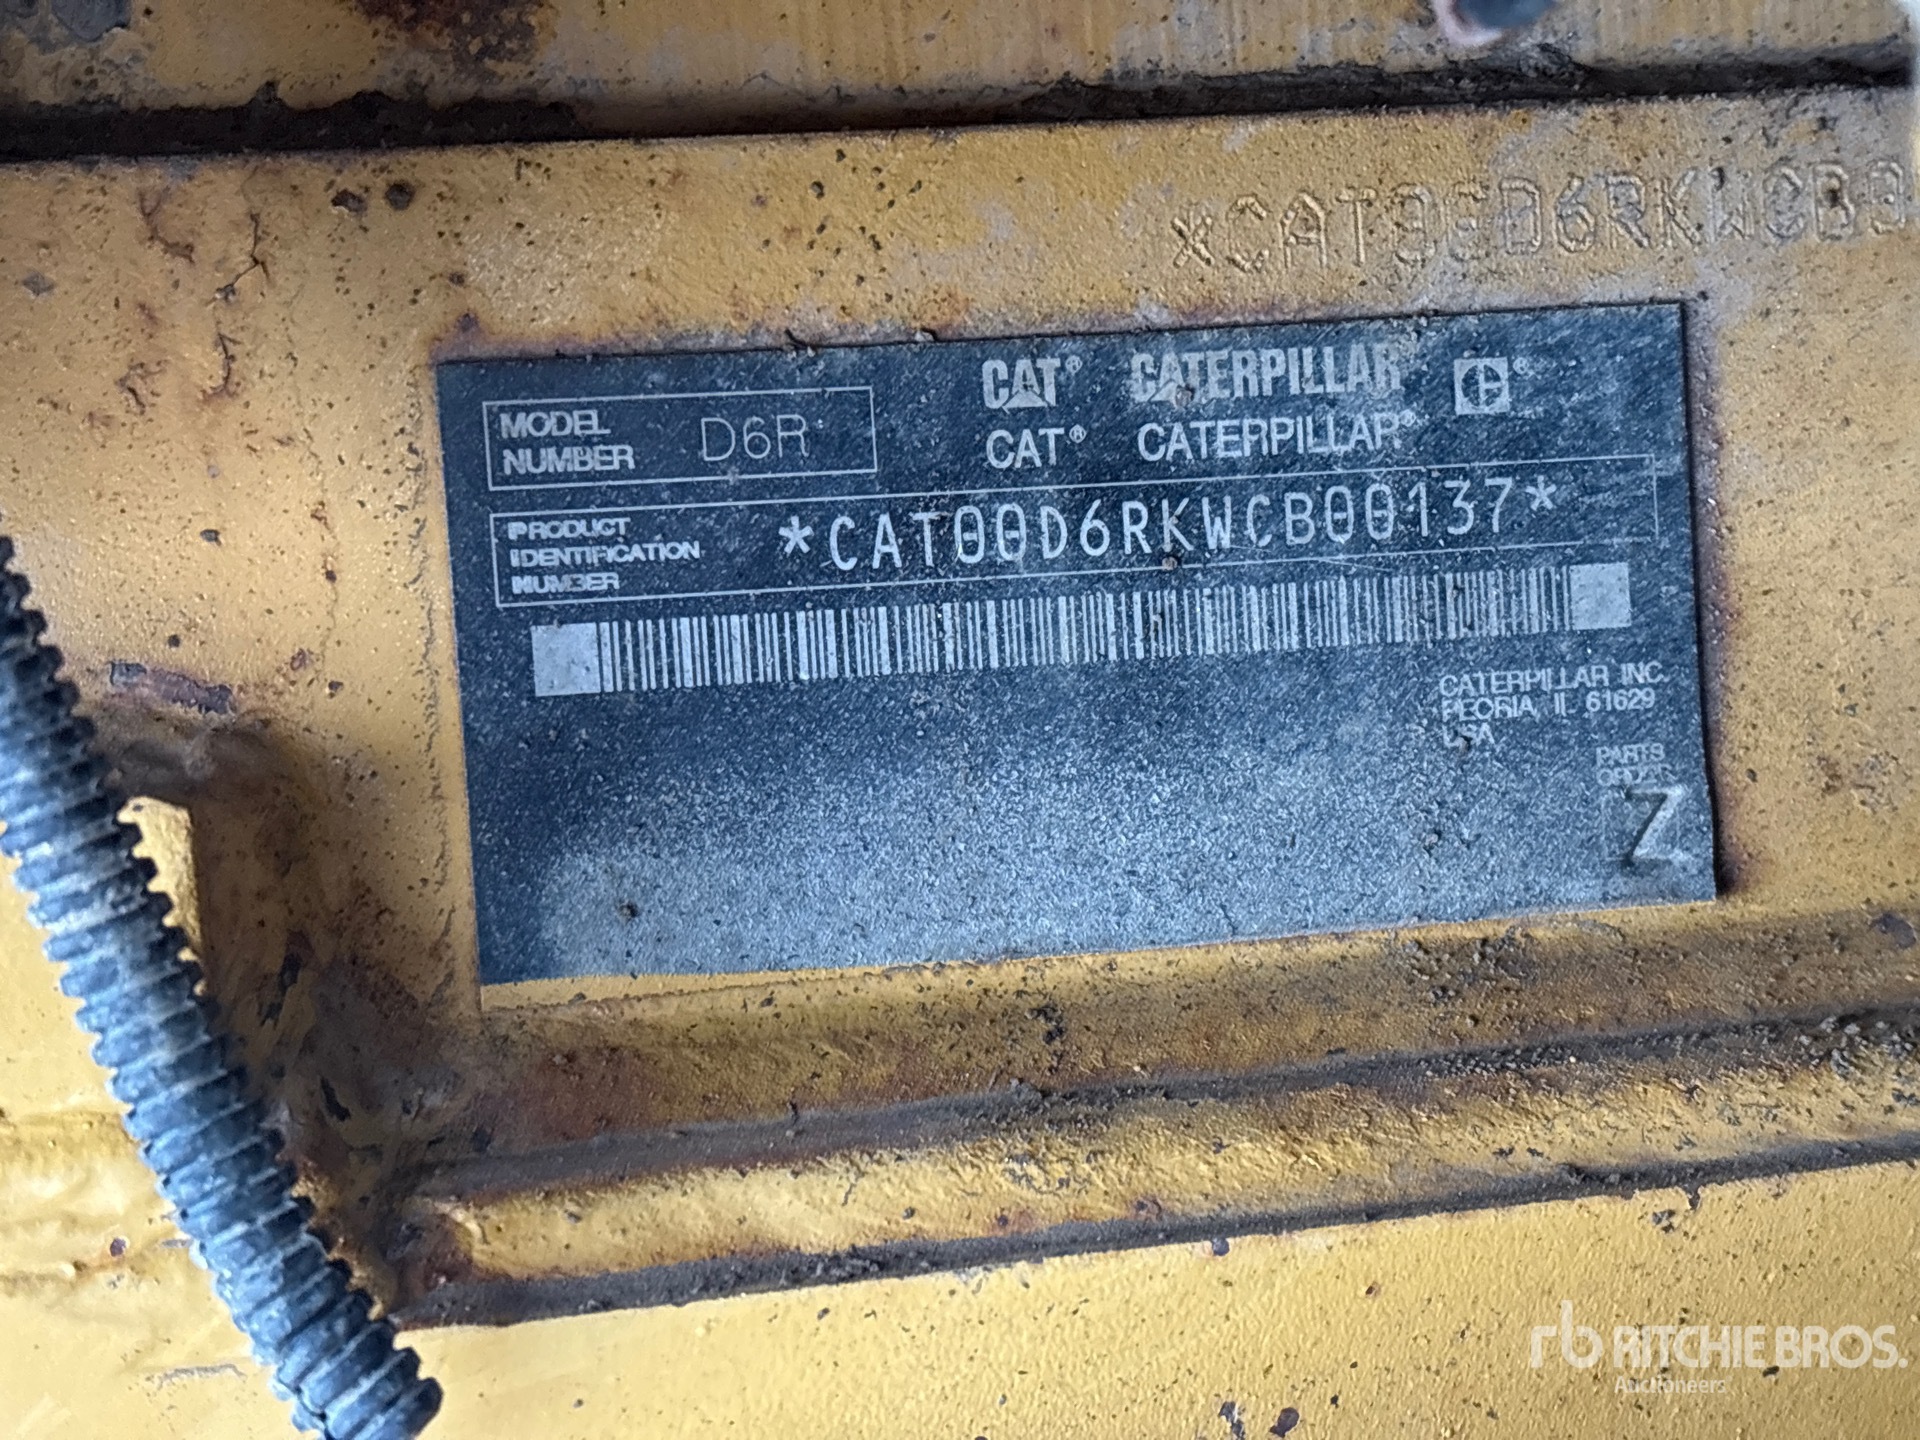 *CAT00D6RKWCB0
MODEL NUMBER D6R
CAT® CATERPILLAR®
CAT® CATERPILLAR®
PRODUCT IDENTIFICATION NUMBER *CAT00D6RKWCB00137*
CATERPILLAR INC.
PEORIA, IL 61629
USA
PARTS
ORDER
Z
rb RITCHIE BROS.
Auctioneers